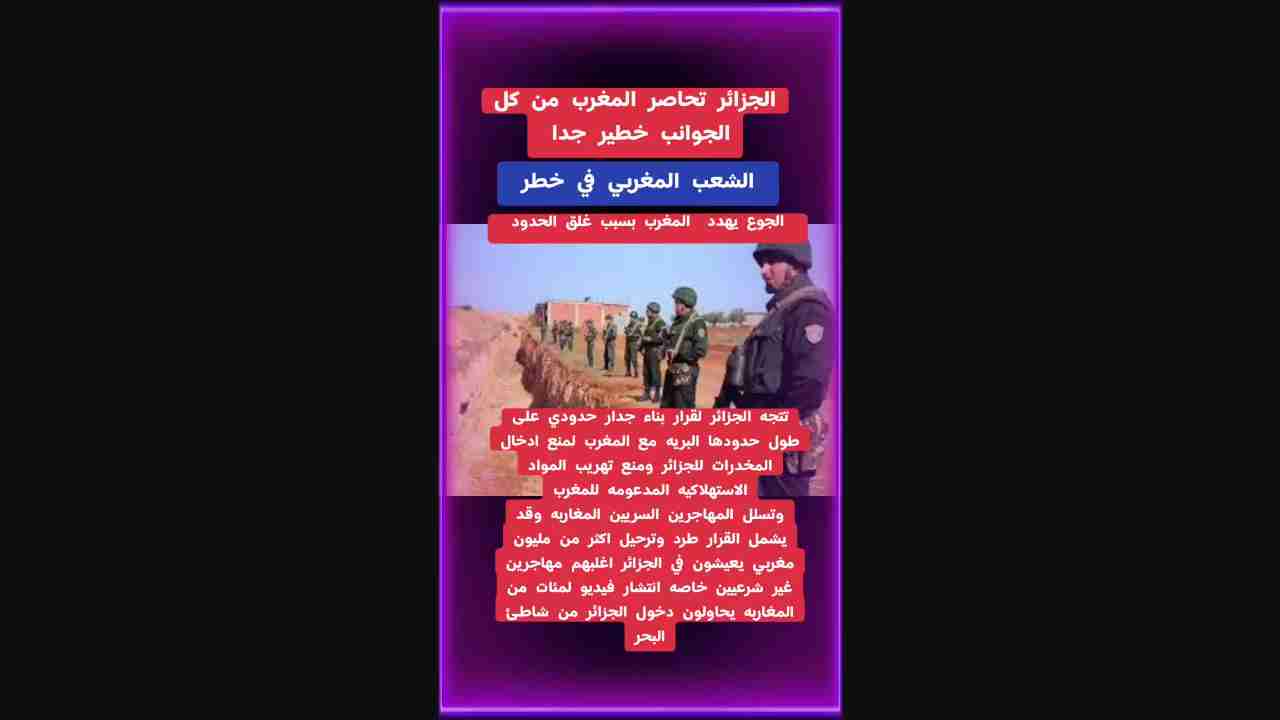 الجزائر تحاصر المغرب من كل
الجوانب خطير جدا
الشعب المغربي في خطر
الجوع يهدد المغرب بسبب غلق الحدود
تتجه الجزائر لقرار بناء جدار حدودي على
طول حدودها البريه مع المغرب لمنع ادخال
المخدرات للجزائر ومنع تهريب المواد
الاستهلاكيه المدعومه للمغرب
وتسلل المهاجرين السريين المغاربه وقد
يشمل القرار طرد وترحيل اكثر من مليون
مغربي يعيشون في الجزائر اغلبهم مهاجرين
غير شرعيين خاصه انتشار فيديو لمئات من
المغاربه يحاولون دخول الجزائر من شاطئ
البحر